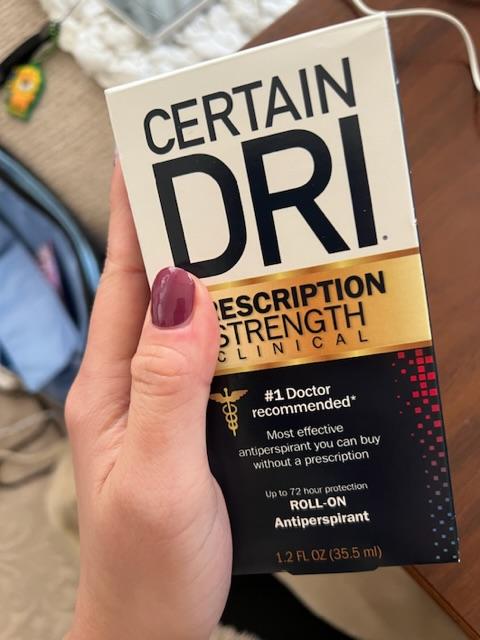 CERTAIN
DRI.
RESCRIPTION
STRENGTH
CLINICAL
#1 Doctor
recommended*
Most effective
antiperspirant you can buy
without a prescription
Up to 72 hour protection
ROLL-ON
Antiperspirant
1.2 FL OZ (35.5 ml)